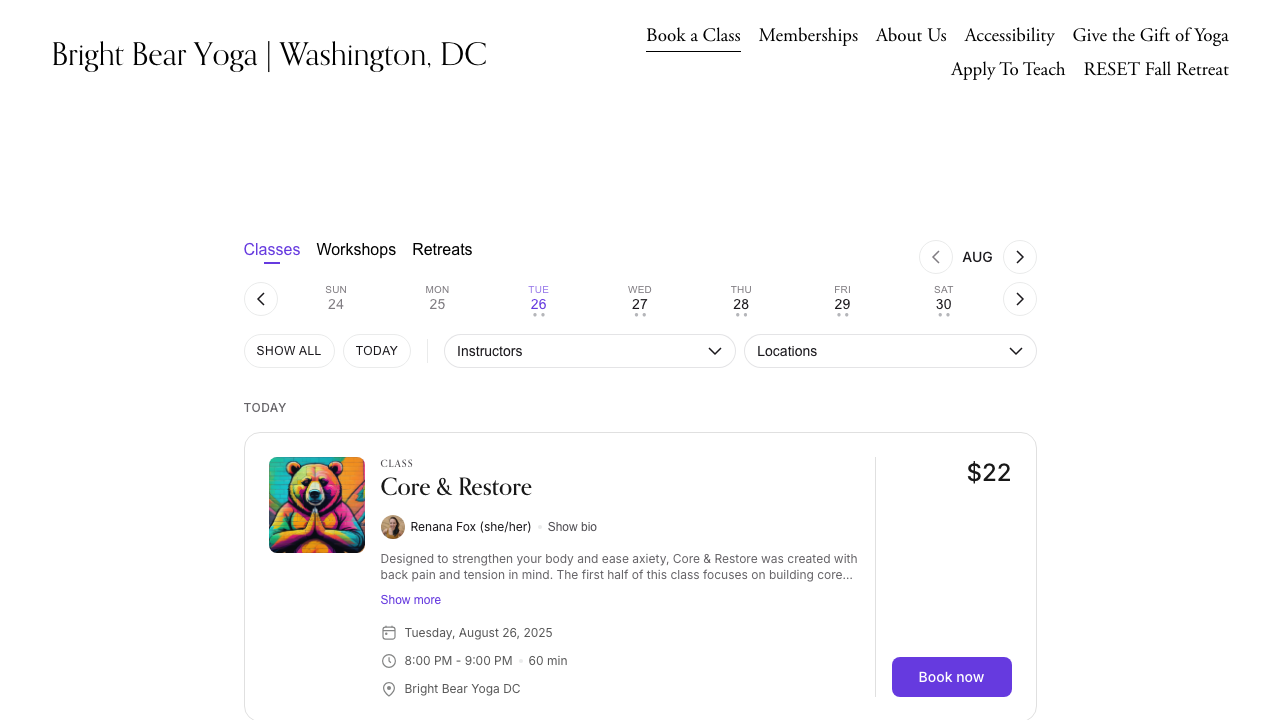 Bright Bear Yoga | Washington, DC
Book a Class Memberships About Us Accessibility Give the Gift of Yoga
Apply To Teach RESET Fall Retreat
Classes Workshops Retreats
AUG
SUN MON TUE WED THU FRI SAT
24 25 26 27 28 29 30
SHOW ALL TODAY Instructors Locations
TODAY
CLASS
Core & Restore
$22
Renana Fox (she/her) Show bio
Designed to strengthen your body and ease axiety, Core & Restore was created with
back pain and tension in mind. The first half of this class focuses on building core...
Show more
Tuesday, August 26, 2025
8:00 PM - 9:00 PM 60 min
Bright Bear Yoga DC
Book now